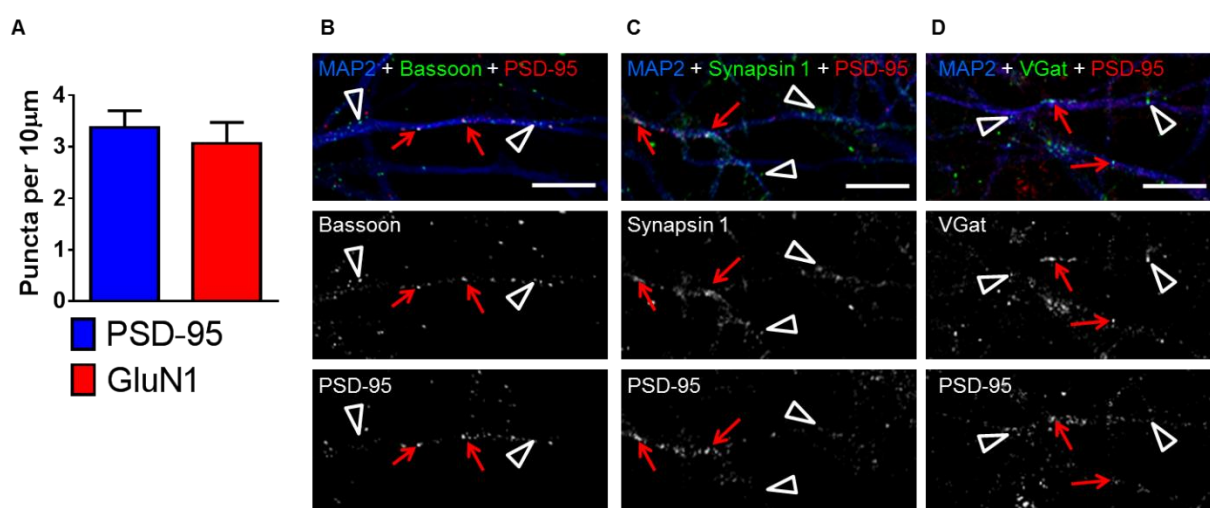 A
Puncta per 10µm
4
3
2
1
0
PSD-95
GluN1
B
MAP2 + Bassoon + PSD-95
Bassoon
PSD-95
C
MAP2 + Synapsin 1 + PSD-95
Synapsin 1
PSD-95
D
MAP2 + VGat + PSD-95
VGat
PSD-95